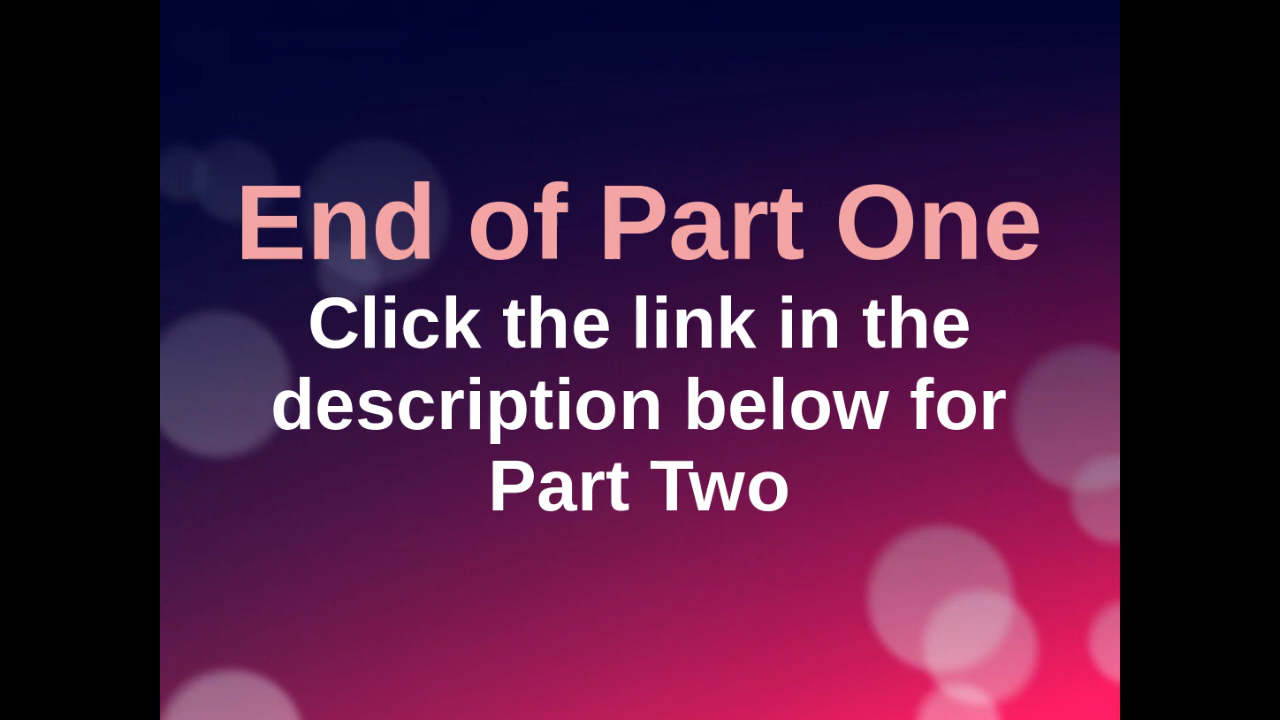 End of Part One
Click the link in the
description below for
Part Two